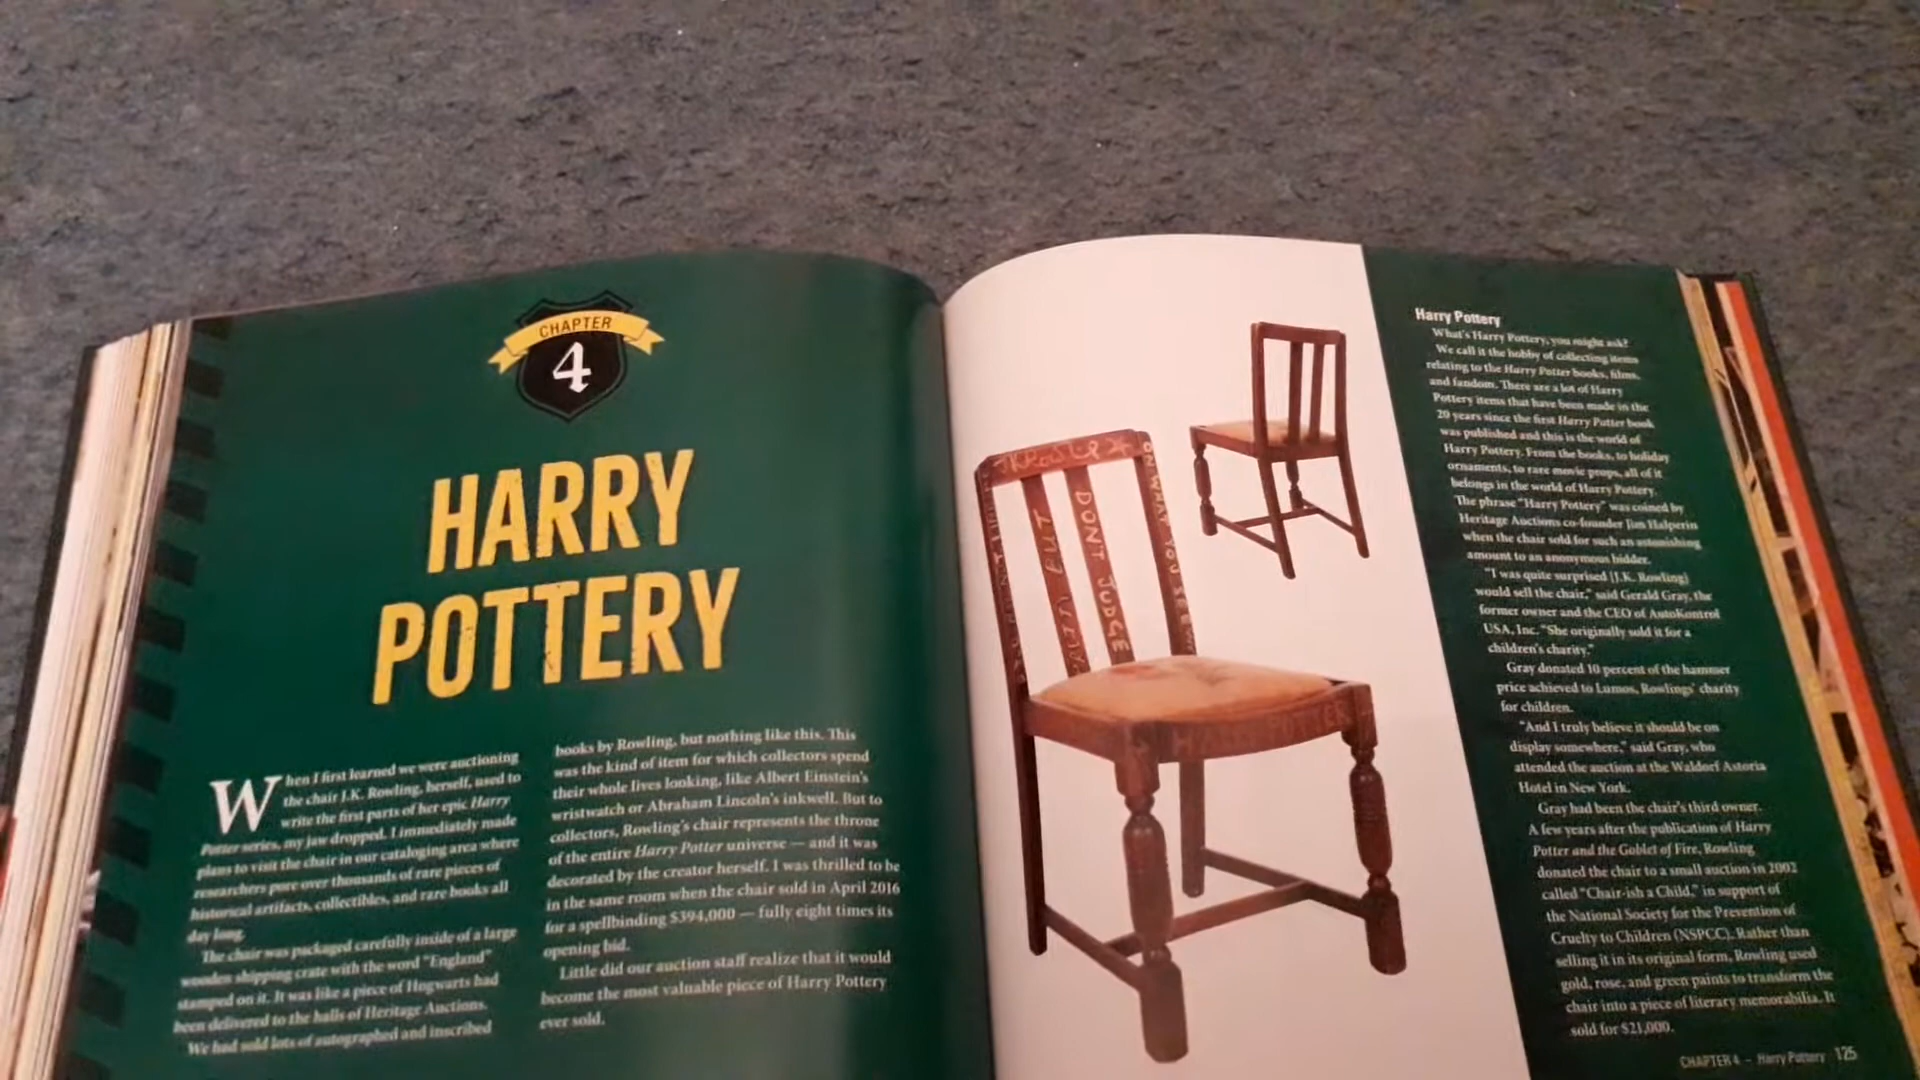 CHAPTER
4
HARRY
POTTERY
When I first learned we were auctioning
the chair J.K. Rowling, herself, used to
write the first parts of her epic Harry
Potter series, my jaw dropped. I immediately made
plans to visit the chair in our cataloging area where
researchers pore over thousands of rare pieces of
historical artifacts, collectibles, and rare books all
day long.
The chair was packaged carefully inside of a large
wooden shipping crate with the word "England"
stamped on it. It was like a piece of Hogwarts had
been delivered to the halls of Heritage Auctions.
We had sold lots of autographed and inscribed
books by Rowling, but nothing like this. This
was the kind of item for which collectors spend
their whole lives looking, like Albert Einstein's
wristwatch or Abraham Lincoln's inkwell. But to
collectors, Rowling's chair represents the throne
of the entire Harry Potter universe — and it was
decorated by the creator herself. I was thrilled to be
in the same room when the chair sold in April 2016
for a spellbinding $394,000 — fully eight times its
opening bid.
Little did our auction staff realize that it would
become the most valuable piece of Harry Pottery
ever sold.
DON'T JUDGE
ON WHAT YOU SEE
HARRY POTTER
Harry Pottery
What's Harry Pottery, you might ask?
We call it the hobby of collecting items
relating to the Harry Potter books, films,
and fandom. There are a lot of Harry
Pottery items that have been made in the
20 years since the first Harry Potter book
was published and this is the world of
Harry Pottery. From the books, to holiday
ornaments, to rare movie props, all of it
belongs in the world of Harry Pottery.
The phrase "Harry Pottery" was coined by
Heritage Auctions co-founder Jim Halperin
when the chair sold for such an astonishing
amount to an anonymous bidder.
"I was quite surprised [J.K. Rowling]
would sell the chair," said Gerald Gray, the
former owner and the CEO of AutoKontrol
USA, Inc. "She originally sold it for a
children's charity."
Gray donated 10 percent of the hammer
price achieved to Lumos, Rowlings' charity
for children.
"And I truly believe it should be on
display somewhere," said Gray, who
attended the auction at the Waldorf Astoria
Hotel in New York.
Gray had been the chair's third owner.
A few years after the publication of Harry
Potter and the Goblet of Fire, Rowling
donated the chair to a small auction in 2002
called "Chair-ish a Child," in support of
the National Society for the Prevention of
Cruelty to Children (NSPCC). Rather than
selling it in its original form, Rowling used
gold, rose, and green paints to transform the
chair into a piece of literary memorabilia. It
sold for $21,000.
CHAPTER 4 – Harry Pottery 125